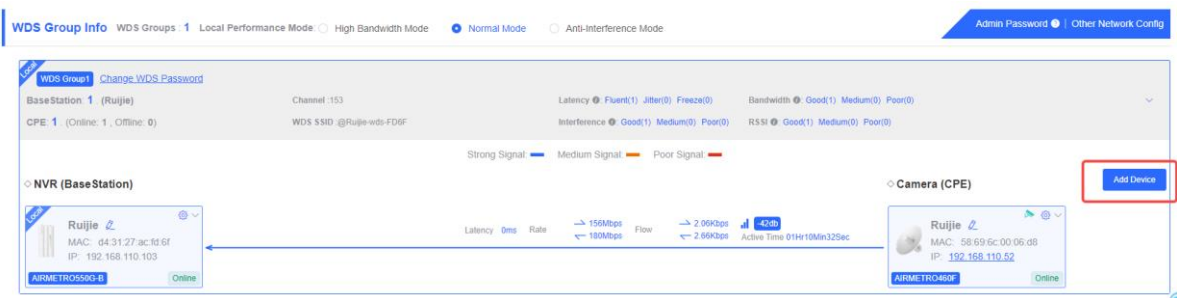 WDS Group Info WDS Groups : 1 Local Performance Mode: High Bandwidth Mode Normal Mode Anti-Interference Mode Admin Password | Other Network Config
Local
WDS Group1 Change WDS Password
BaseStation: 1 (Ruijie) Channel :153 Latency : Fluent(1) Jitter(0) Freeze(0) Bandwidth : Good(1) Medium(0) Poor(0)
CPE: 1 (Online: 1 , Offline: 0) WDS SSID :@Ruijie-wds-FD6F Interference : Good(1) Medium(0) Poor(0) RSSI : Good(1) Medium(0) Poor(0)
Strong Signal: Medium Signal: Poor Signal:
NVR (BaseStation) Camera (CPE) Add Device
Local
Ruijie
MAC: d4:31:27:ac:fd:6f
IP: 192.168.110.103
AIRMETRO550G-B Online
Latency 0ms Rate 156Mbps 180Mbps Flow 2.06Kbps 2.66Kbps -42db
Active Time 01Hr10Min32Sec
Ruijie
MAC: 58:69:6c:00:06:d8
IP: 192.168.110.52
AIRMETRO460F Online